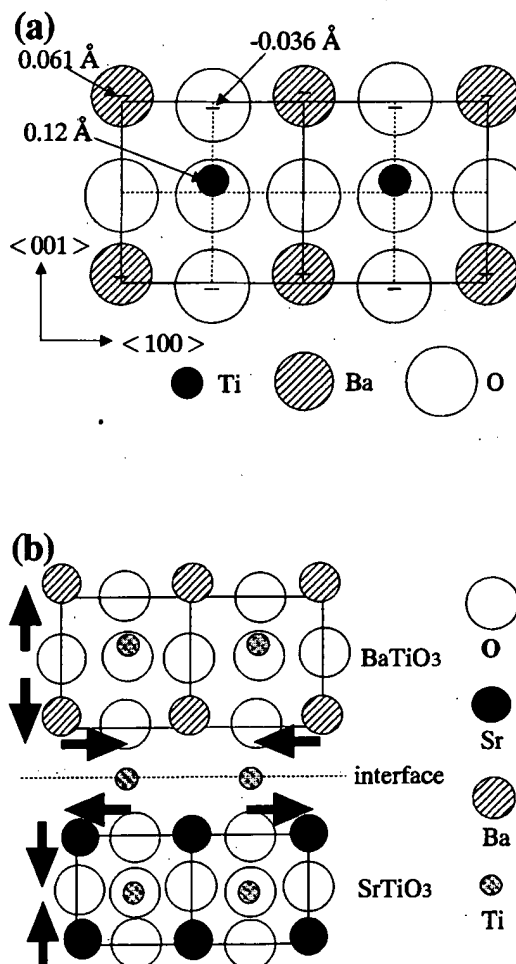 (a)
0.061 Å
-0.036 Å
0.12 Å
<001>
<100>
Ti
Ba
O
(b)
BaTiO3
O
Sr
interface
Ba
SrTiO3
Ti